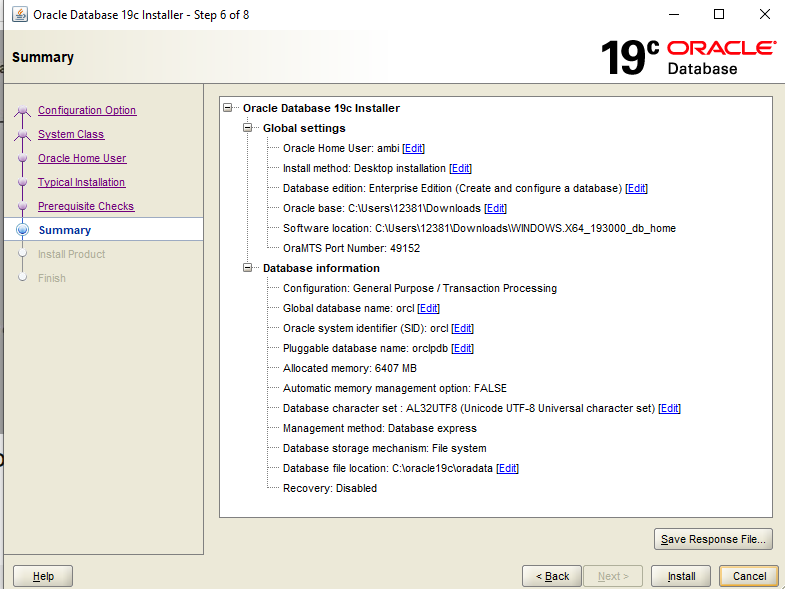 Oracle Database 19c Installer - Step 6 of 8
Summary
19c ORACLE
Database
Configuration Option
System Class
Oracle Home User
Typical Installation
Prerequisite Checks
Summary
Install Product
Finish
Oracle Database 19c Installer
Global settings
Oracle Home User: ambi [Edit]
Install method: Desktop installation [Edit]
Database edition: Enterprise Edition (Create and configure a database) [Edit]
Oracle base: C:\Users\12381\Downloads [Edit]
Software location: C:\Users\12381\Downloads\WINDOWS.X64_193000_db_home
OraMTS Port Number: 49152
Database information
Configuration: General Purpose / Transaction Processing
Global database name: orcl [Edit]
Oracle system identifier (SID): orcl [Edit]
Pluggable database name: orclpdb [Edit]
Allocated memory: 6407 MB
Automatic memory management option: FALSE
Database character set : AL32UTF8 (Unicode UTF-8 Universal character set) [Edit]
Management method: Database express
Database storage mechanism: File system
Database file location: C:\oracle19c\oradata [Edit]
Recovery: Disabled
Save Response File...
Help
< Back
Next >
Install
Cancel